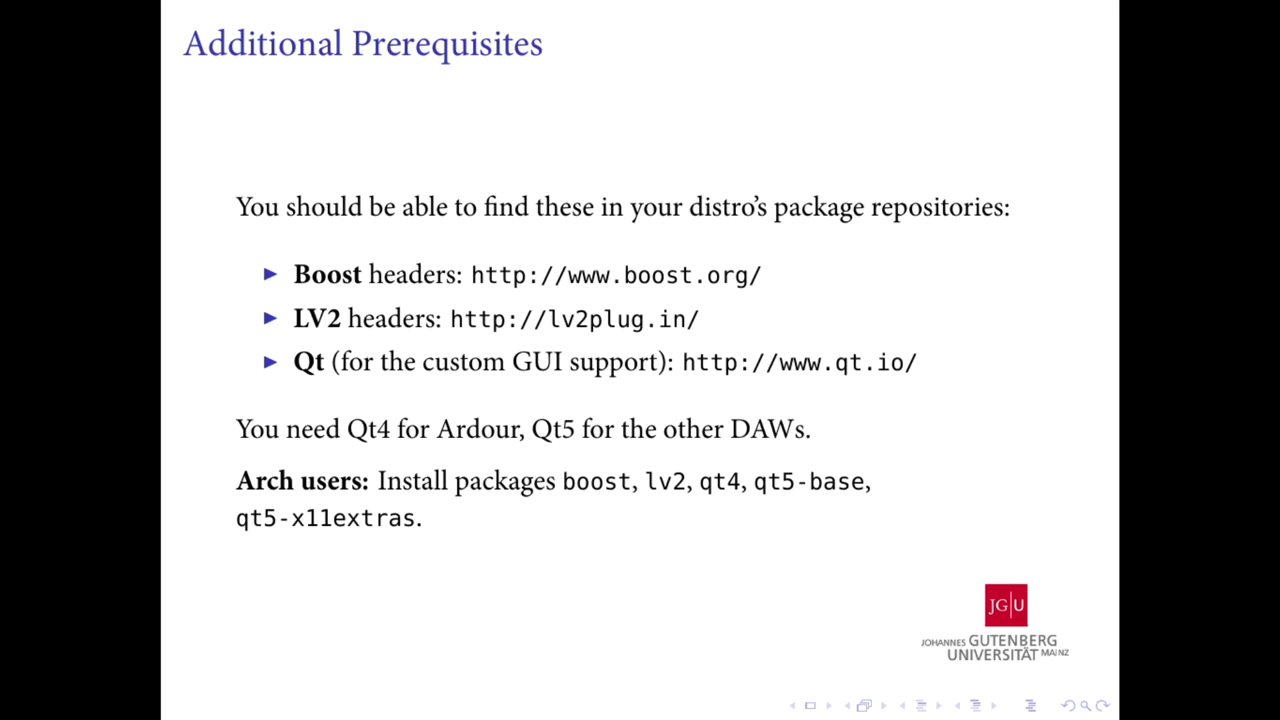 Additional Prerequisites
You should be able to find these in your distro's package repositories:
Boost headers: http://www.boost.org/
LV2 headers: http://lv2plug.in/
Qt (for the custom GUI support): http://www.qt.io/
You need Qt4 for Ardour, Qt5 for the other DAWs.
Arch users: Install packages boost, lv2, qt4, qt5-base,
qt5-x11extras.
JG|U
JOHANNES GUTENBERG
UNIVERSITÄT MAINZ